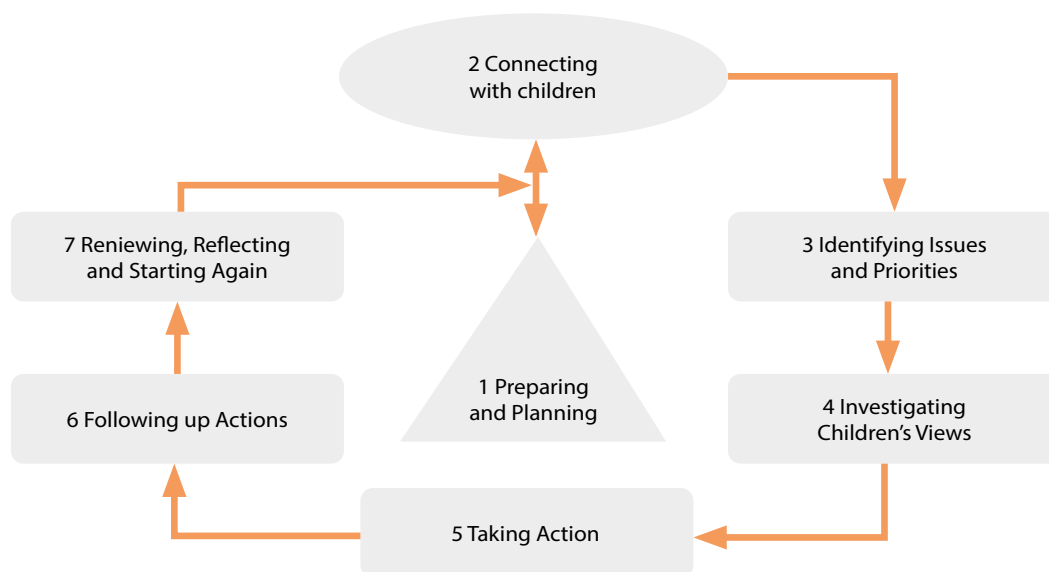 2 Connecting
with children
3 Identifying Issues
and Priorities
4 Investigating
Children’s Views
5 Taking Action
6 Following up Actions
7 Reniewing, Reflecting
and Starting Again
1 Preparing
and Planning